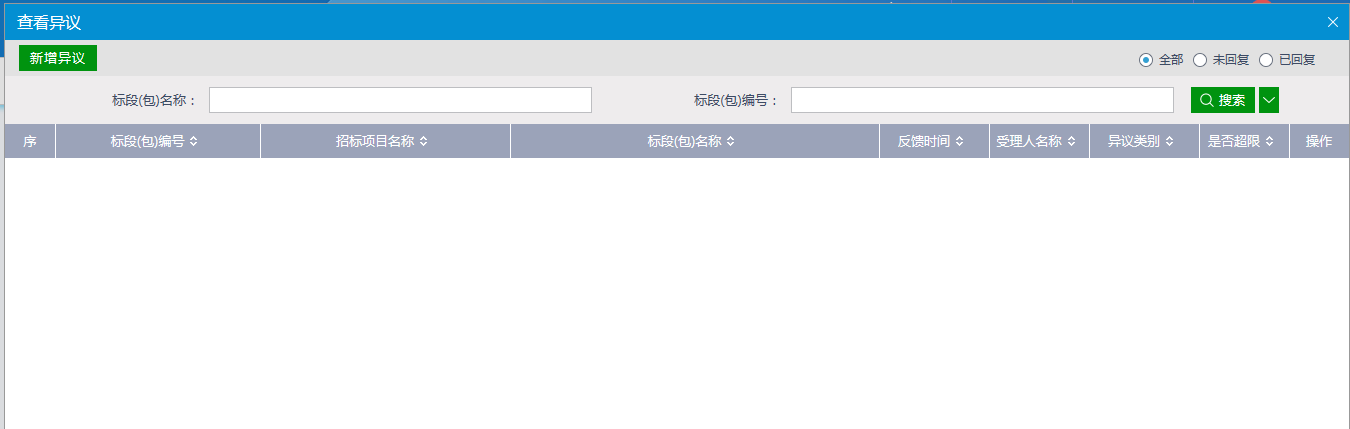 查看异议
新增异议 全部 未回复 已回复
标段(包)名称： 标段(包)编号： 搜索
序 标段(包)编号 招标项目名称 标段(包)名称 反馈时间 受理人名称 异议类别 是否超限 操作